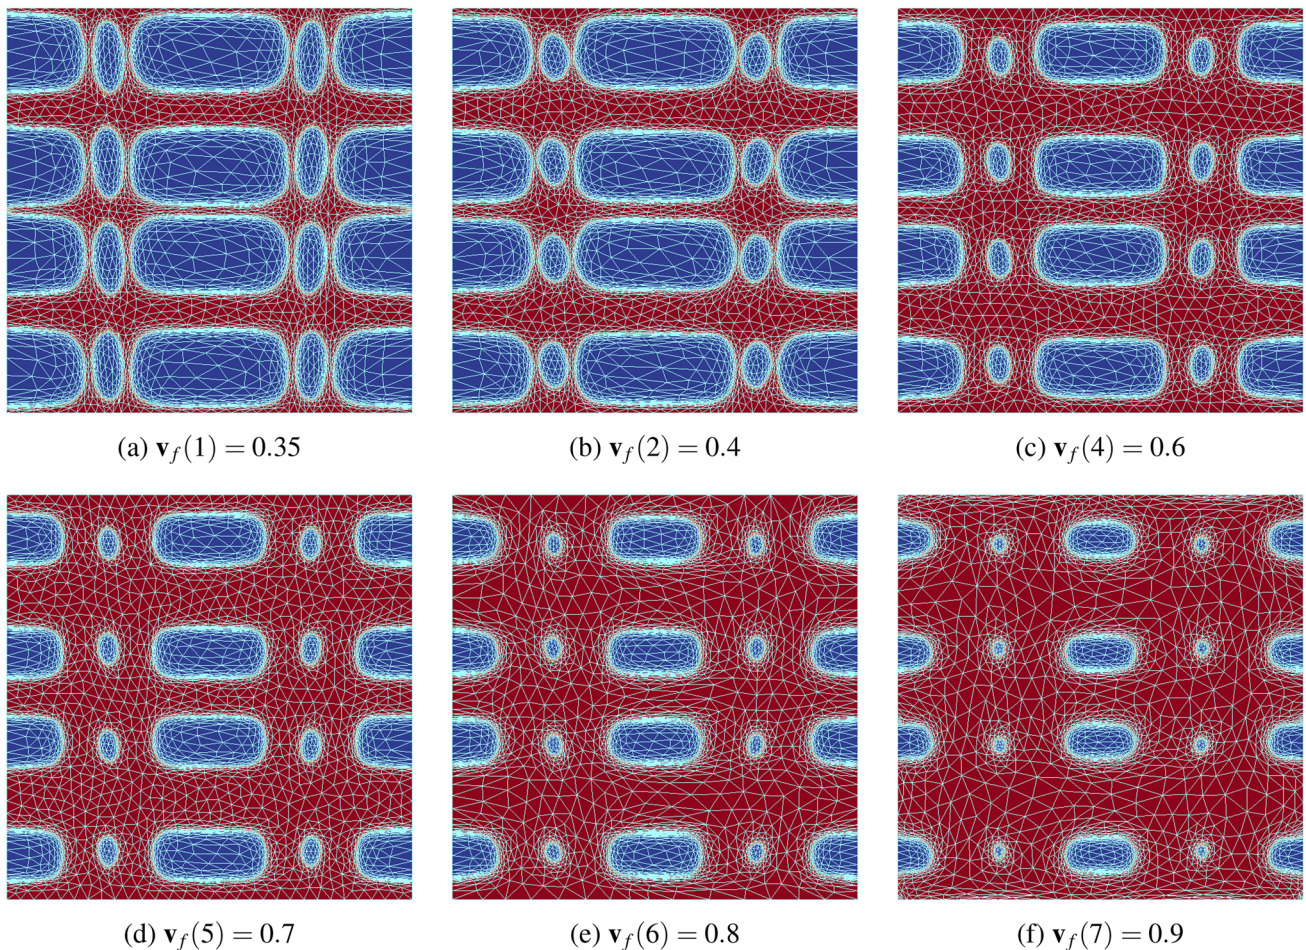 (a) v_f(1) = 0.35
(b) v_f(2) = 0.4
(c) v_f(4) = 0.6
(d) v_f(5) = 0.7
(e) v_f(6) = 0.8
(f) v_f(7) = 0.9